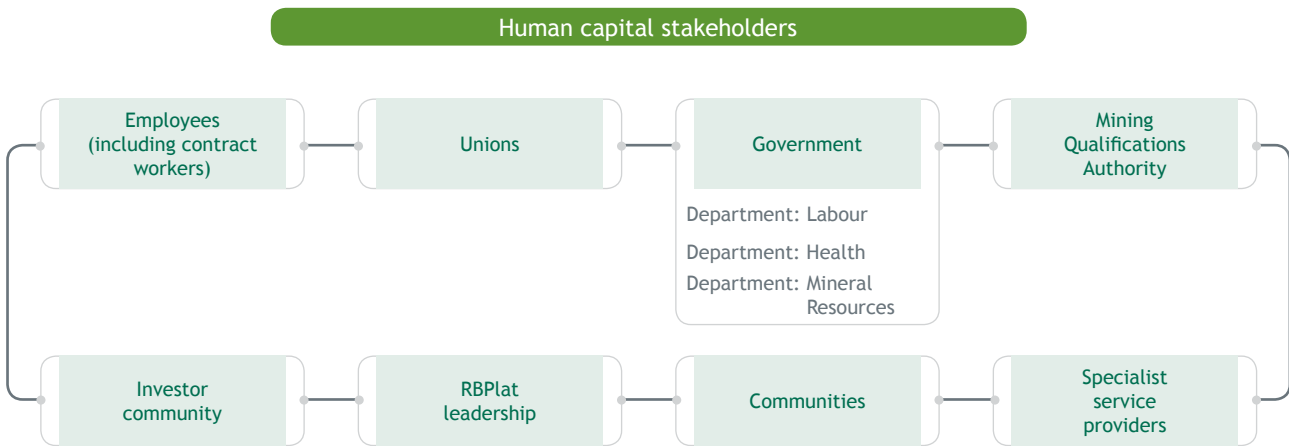 Human capital stakeholders
Employees
(including contract
workers)
Unions
Government
Mining
Qualifications
Authority
Department: Labour
Department: Health
Department: Mineral
Resources
Investor
community
RBPlat
leadership
Communities
Specialist
service
providers